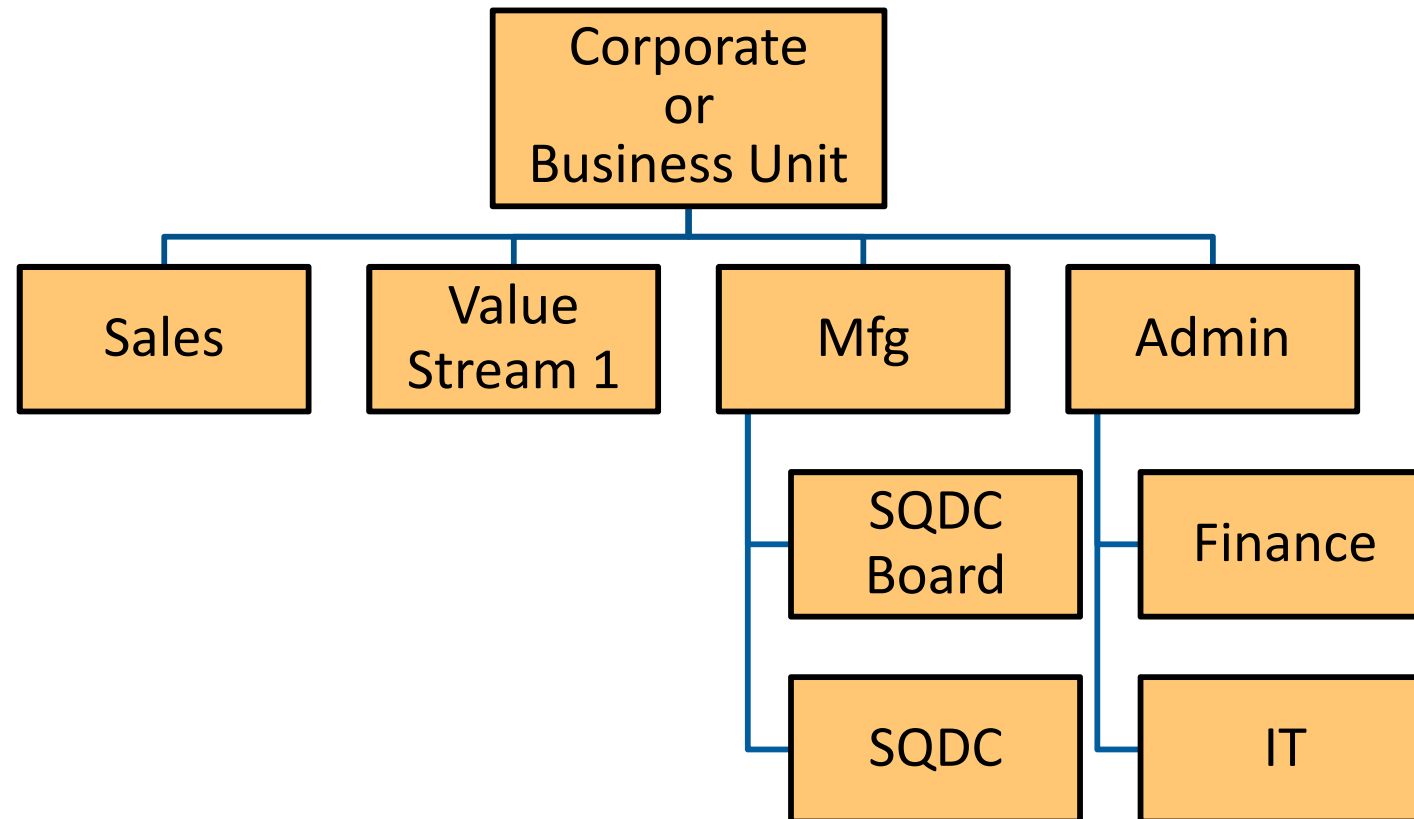 Corporate
or
Business Unit
Sales
Value
Stream 1
Mfg
Admin
SQDC
Board
Finance
SQDC
IT